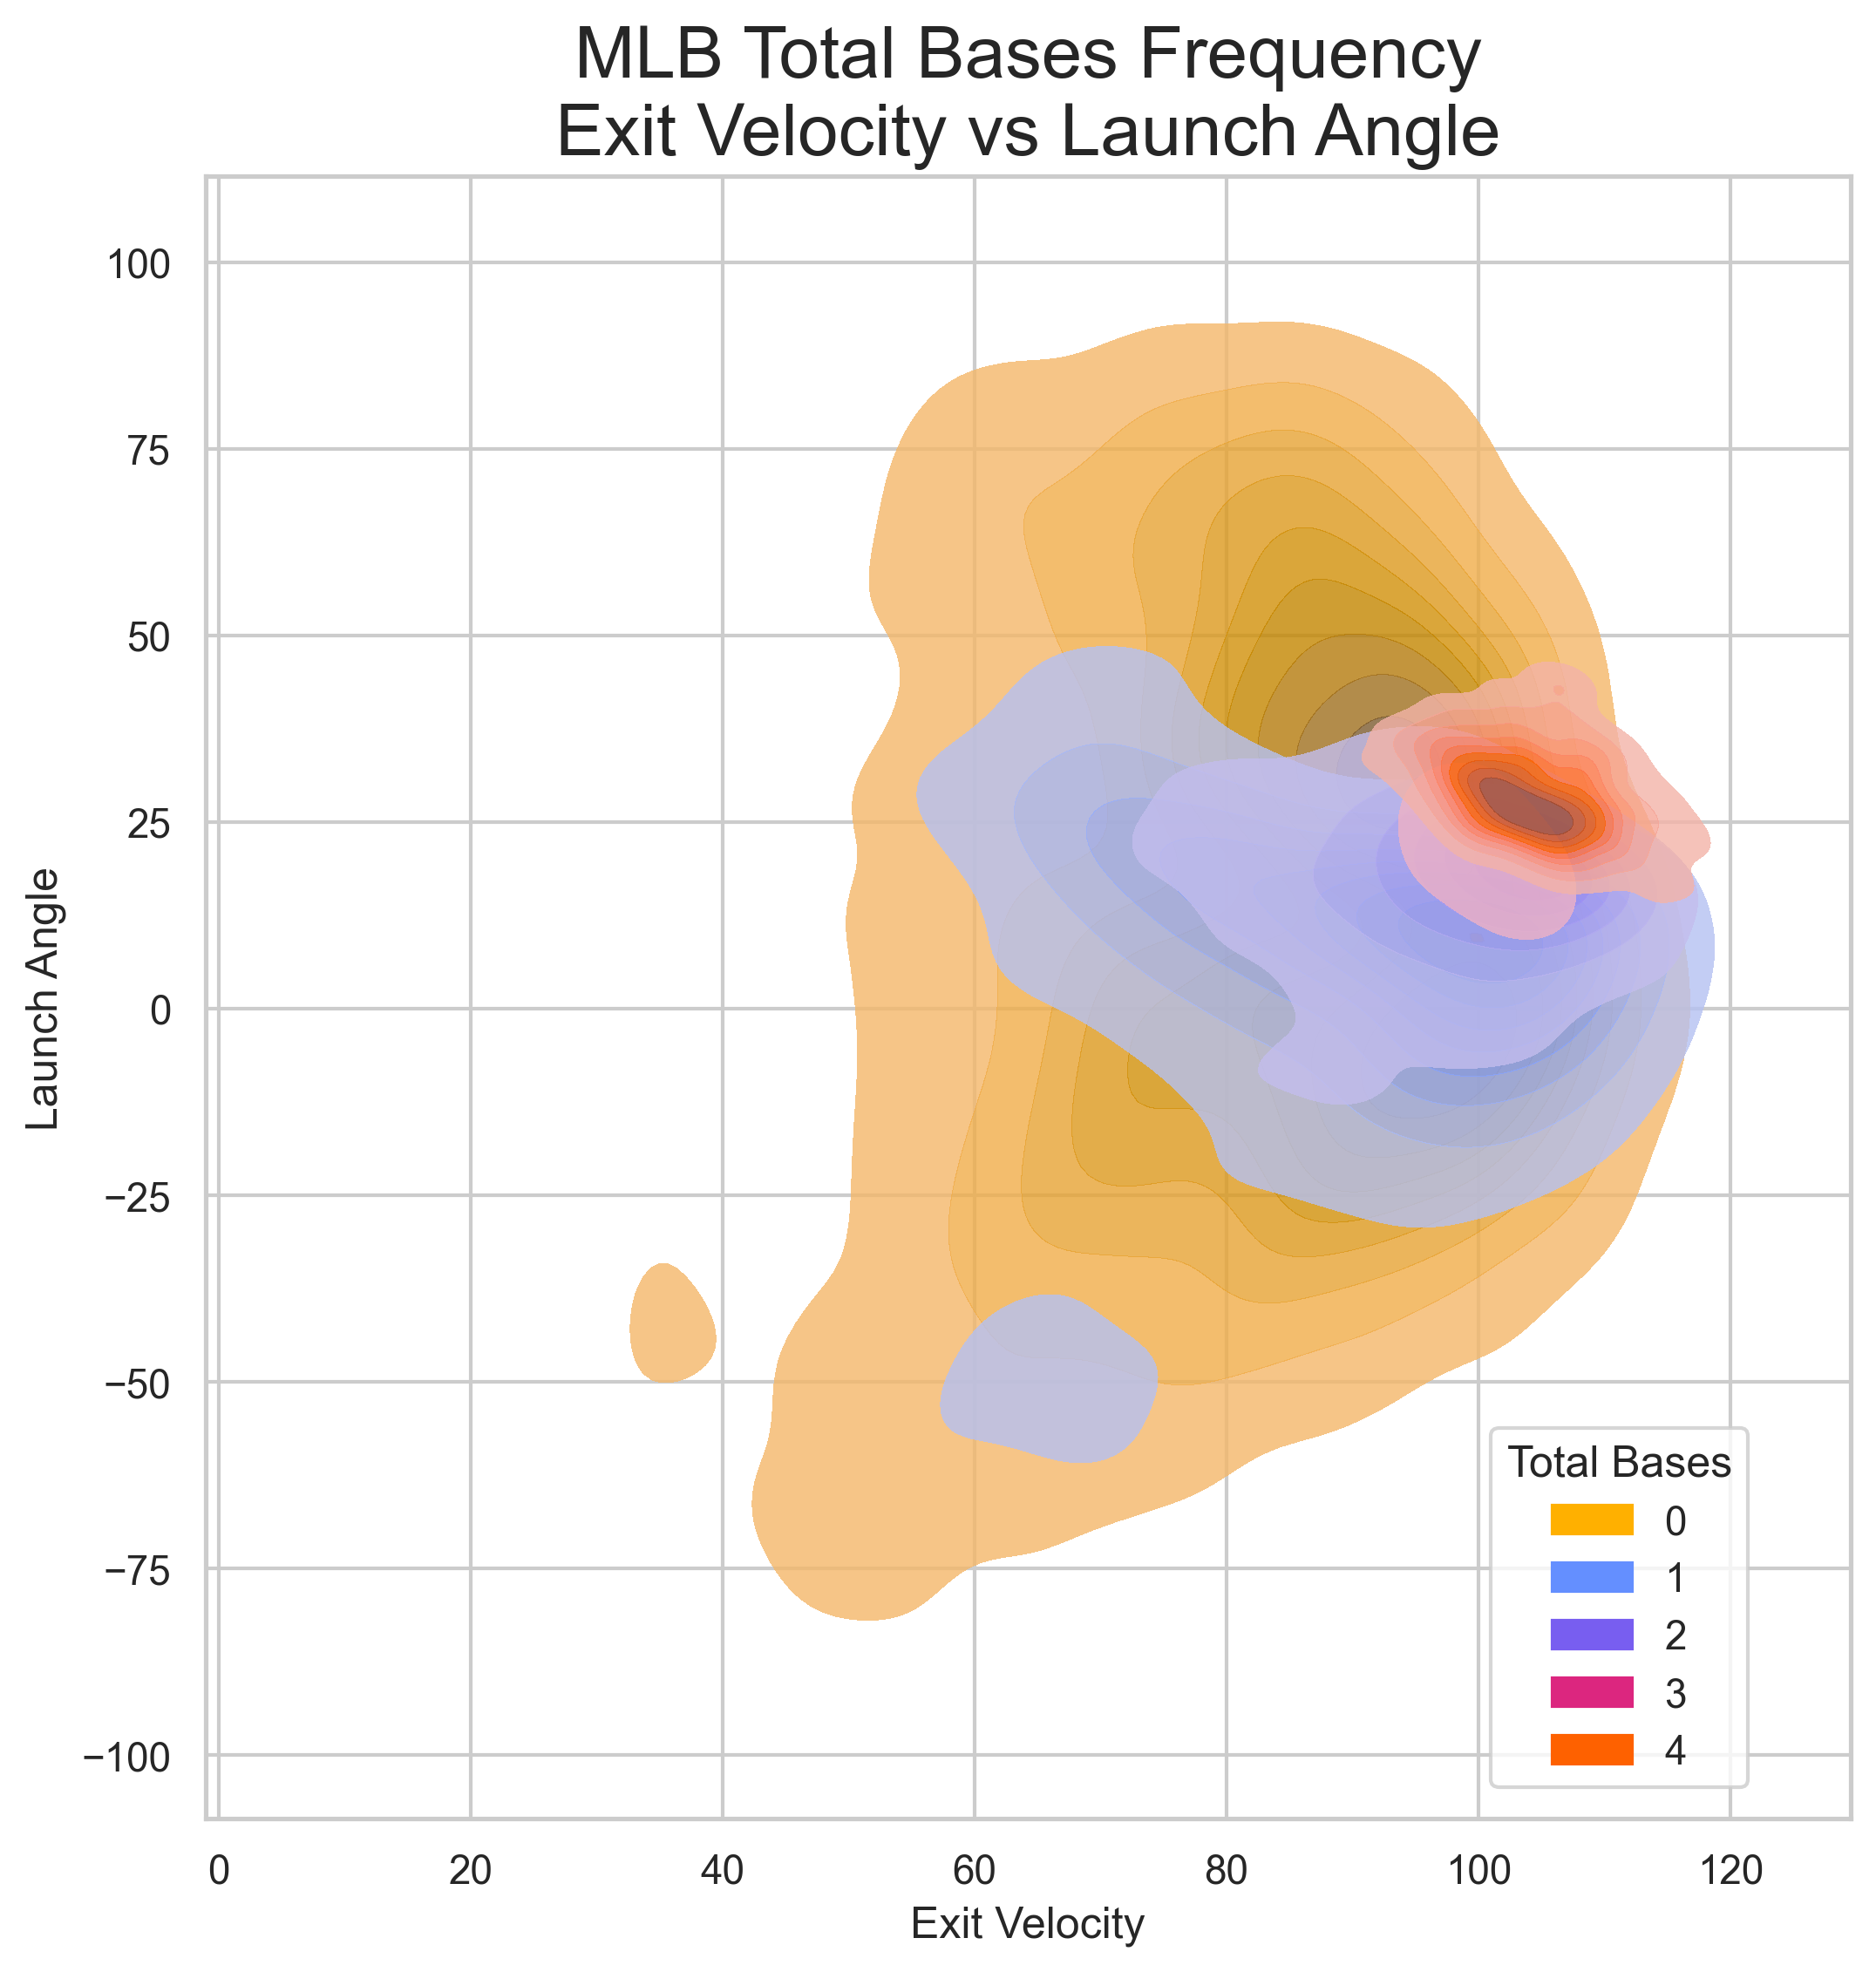 MLB Total Bases Frequency
Exit Velocity vs Launch Angle
100
75
50
25
0
−25
−50
−75
−100
Launch Angle
0 20 40 60 80 100 120
Exit Velocity
Total Bases
0
1
2
3
4